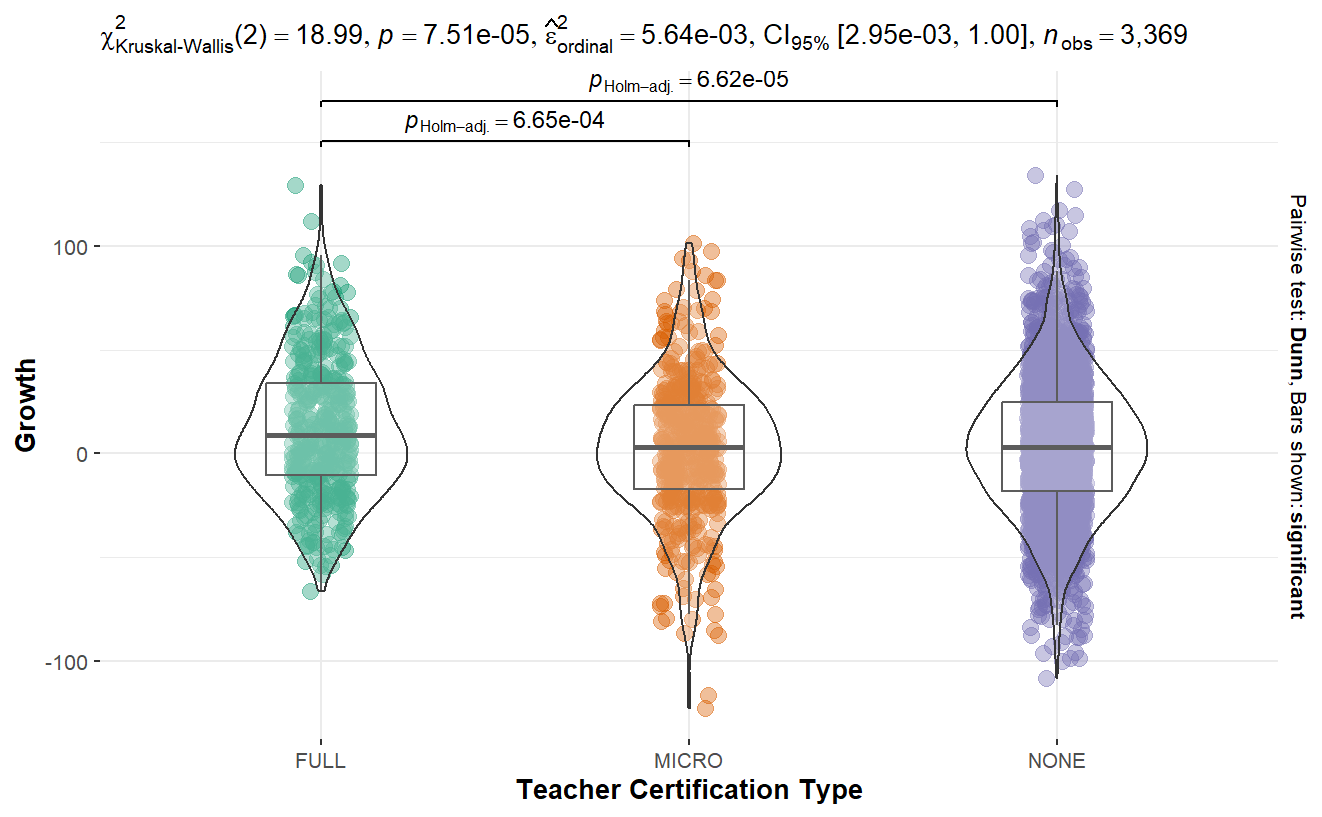 χ²Kruskal-Wallis(2) = 18.99, p = 7.51e-05, ε̂²ordinal = 5.64e-03, CI95% [2.95e-03, 1.00], nobs = 3,369
pHolm−adj. = 6.62e-05
pHolm−adj. = 6.65e-04
100
0
-100
Growth
FULL
MICRO
NONE
Teacher Certification Type
Pairwise test: Dunn, Bars shown: significant